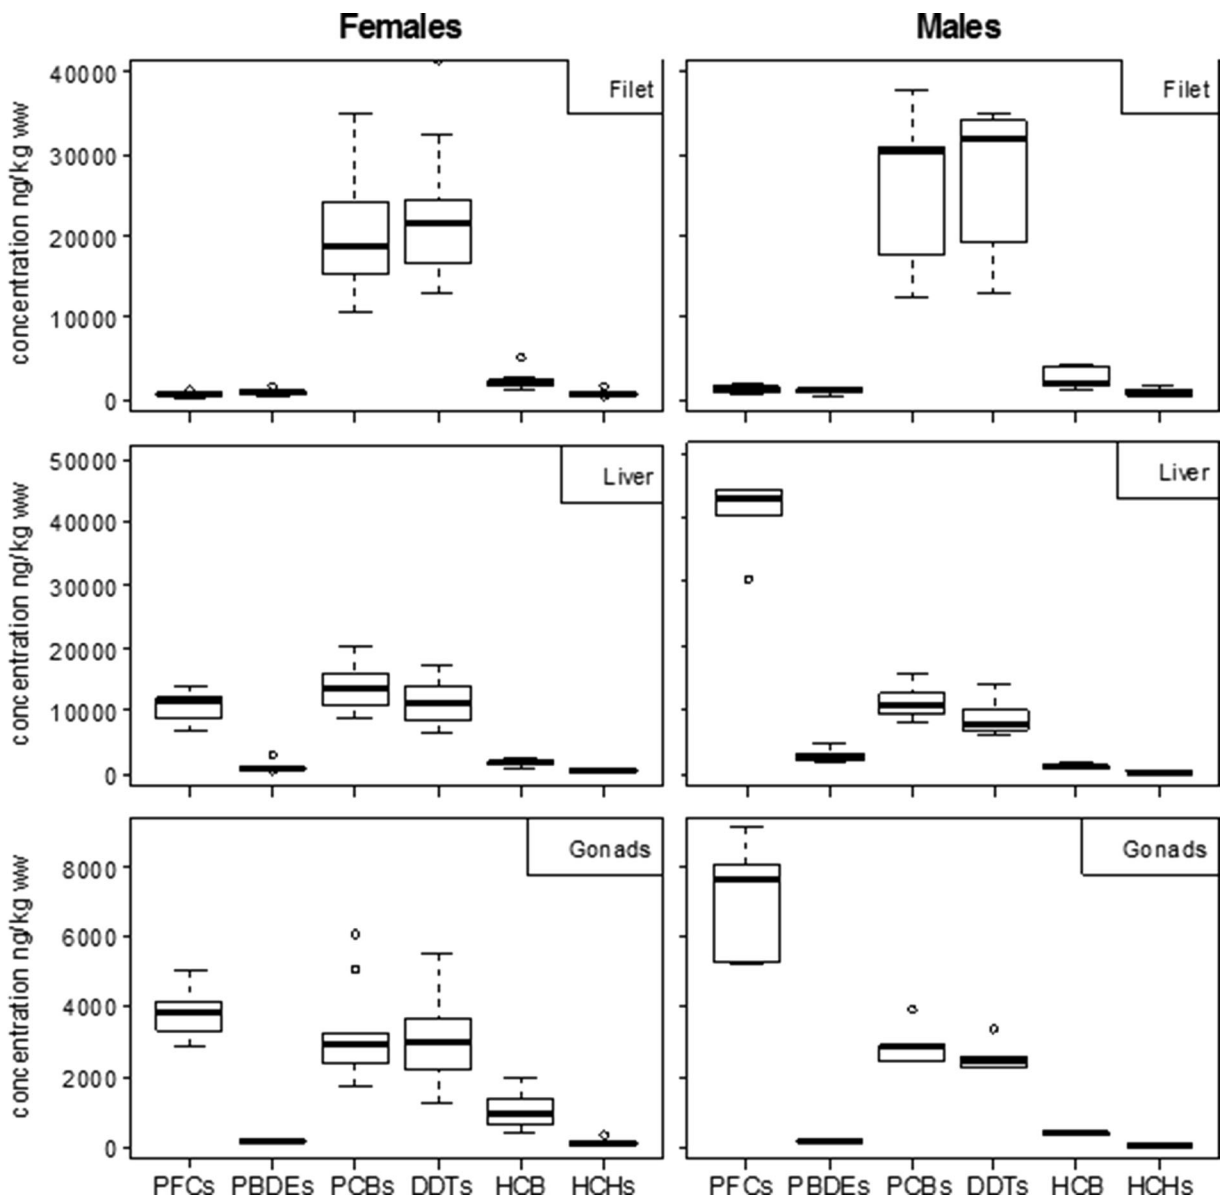 Females Males
Filet Filet
40000
30000
20000
10000
0
concentration ng/kg ww
Liver Liver
50000
40000
30000
20000
10000
0
concentration ng/kg ww
Gonads Gonads
8000
6000
4000
2000
0
concentration ng/kg ww
PFCs PBDEs PCBs DDTs HCB HCHs PFCs PBDEs PCBs DDTs HCB HCHs